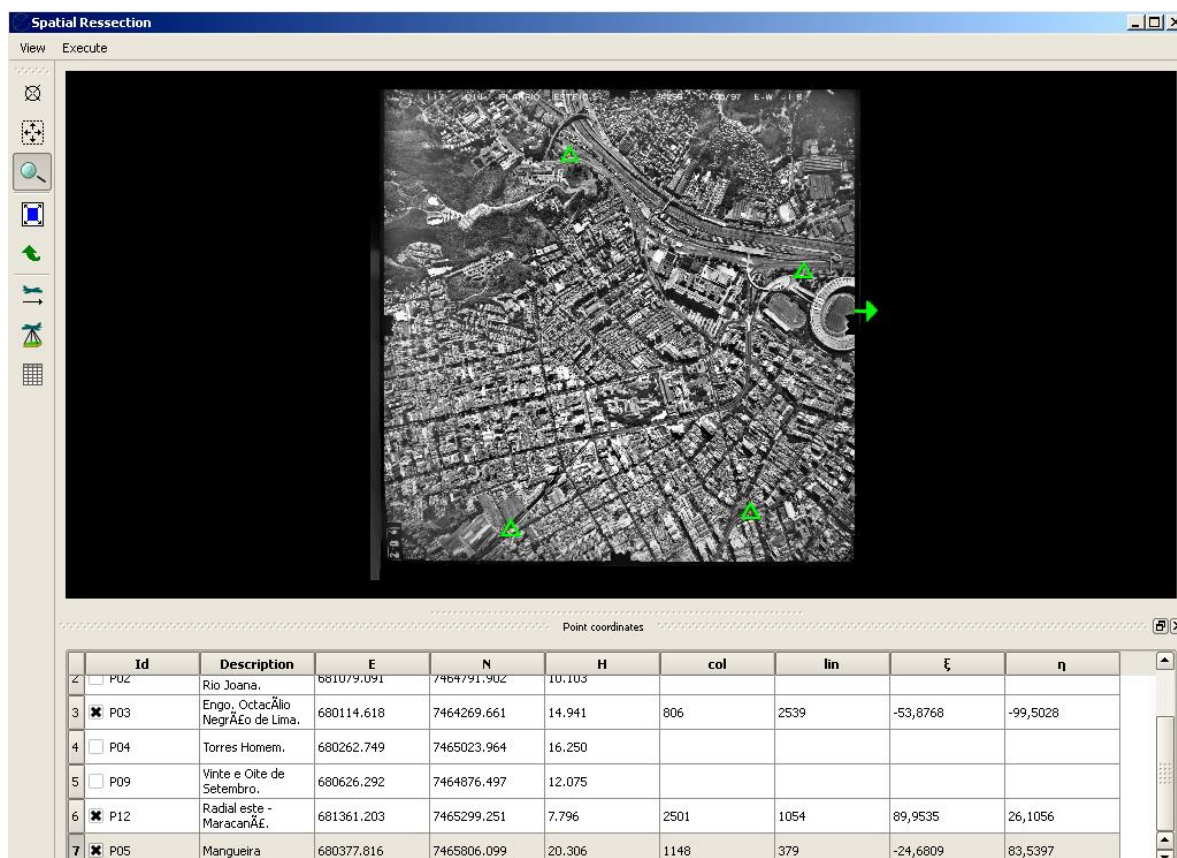 Spatial Ressection
View Execute
Point coordinates
Id Description E N H col lin ξ η
2 P02 Rio Joana. 681079.091 7464791.902 10.103
3 P03 Engo. OctacÃlio 680114.618 7464269.661 14.941 806 2539 -53,8768 -99,5028
NegrÃ£o de Lima.
4 P04 Torres Homem. 680262.749 7465023.964 16.250
5 P09 Vinte e Oite de 680626.292 7464876.497 12.075
Setembro.
6 P12 Radial este - 681361.203 7465299.251 7.796 2501 1054 89,9535 26,1056
MaracanÃ£.
7 P05 Mangueira 680377.816 7465806.099 20.306 1148 379 -24,6809 83,5397